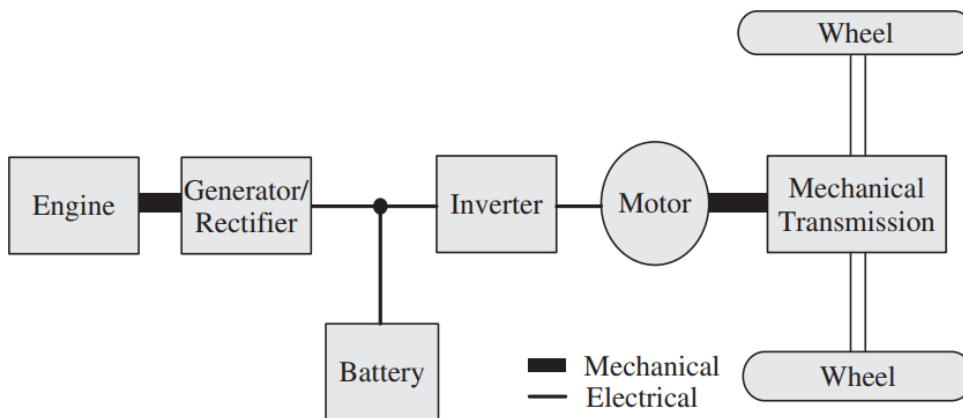 Wheel
Engine
Generator/
Rectifier
Inverter
Motor
Mechanical
Transmission
Battery
Mechanical
Electrical
Wheel